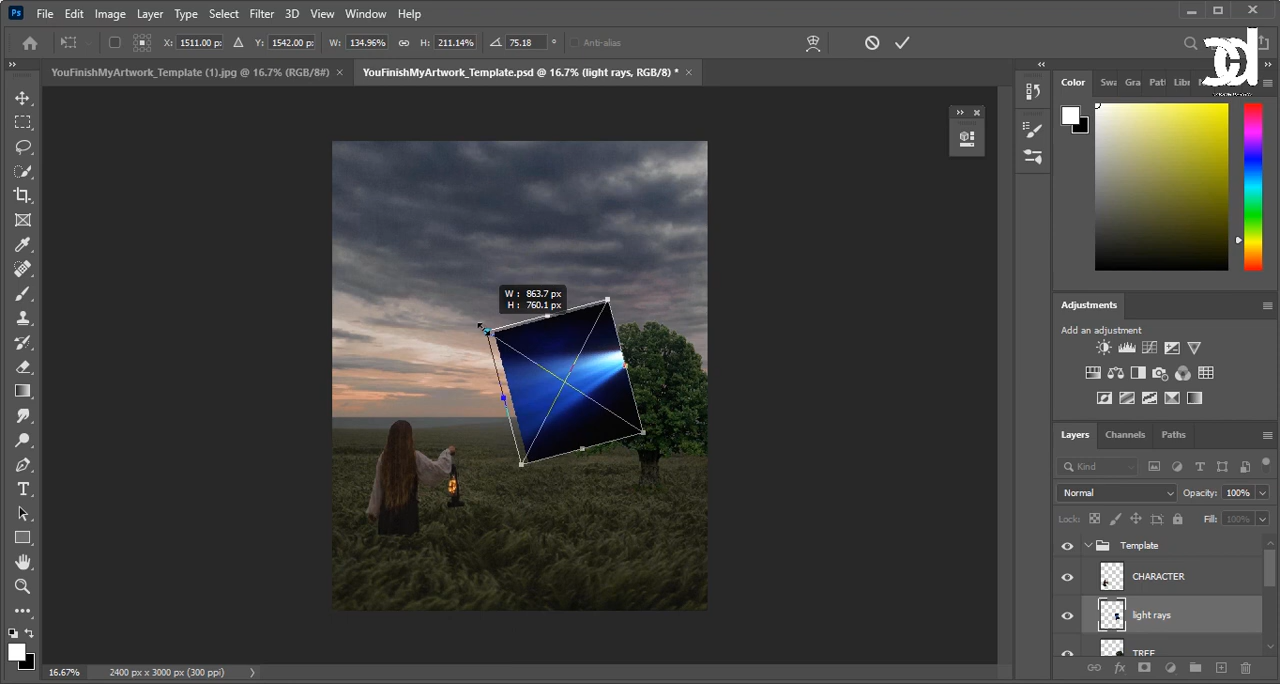 Ps File Edit Image Layer Type Select Filter 3D View Window Help
X: 1511.00 p: Y: 1542.00 p: W: 134.96% H: 211.14% 75.18 ° Anti-alias
YouFinishMyArtwork_Template (1).jpg @ 16.7% (RGB/8#) × YouFinishMyArtwork_Template.psd @ 16.7% (light rays, RGB/8) * ×
Color Swa Gra Patt Libr
W : 863.7 px
H : 760.1 px
Adjustments
Add an adjustment
Layers Channels Paths
Kind
Normal Opacity: 100%
Lock: Fill: 100%
Template
CHARACTER
light rays
TREE
16.67% 2400 px x 3000 px (300 ppi)